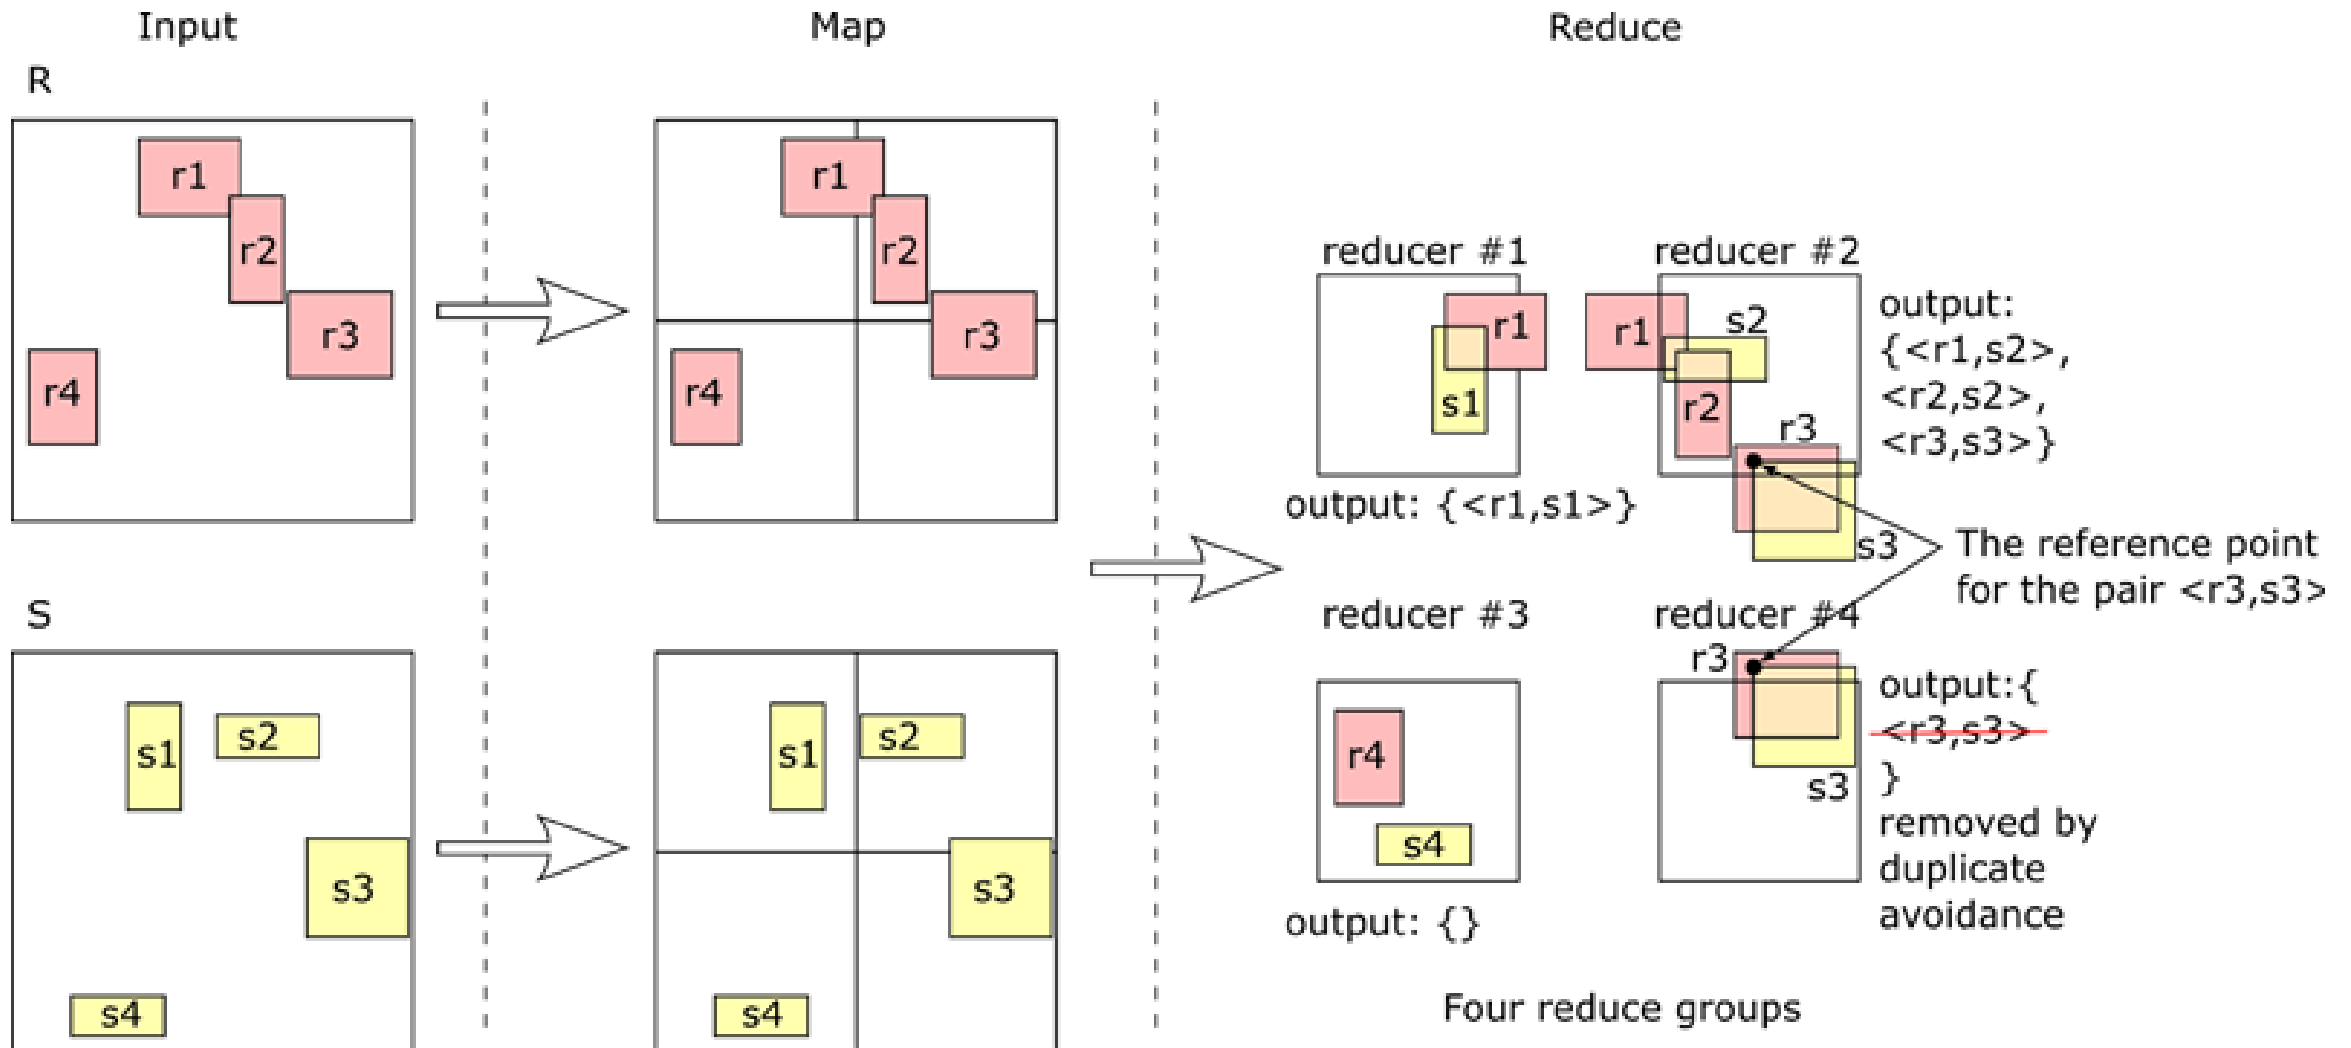 Input
Map
Reduce
R
r1
r2
r3
r4
r1
r2
r3
r4
S
s1
s2
s3
s4
s1
s2
s3
s4
reducer #1
r1
s1
output: {<r1,s1>}
reducer #2
r1
s2
r2
r3
s3
output:
{<r1,s2>,
<r2,s2>,
<r3,s3>}
The reference point
for the pair <r3,s3>
reducer #3
r4
s4
output: {}
reducer #4
r3
s3
output:{
<r3,s3>
}
removed by
duplicate
avoidance
Four reduce groups